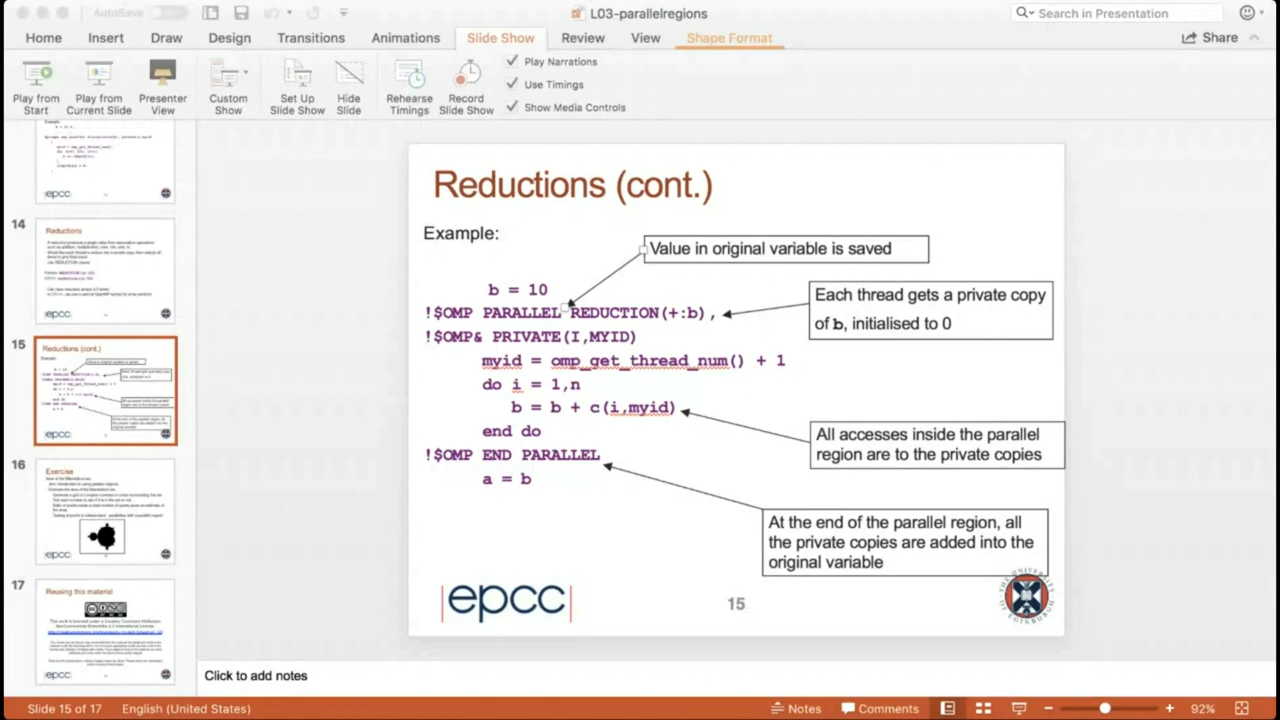 AutoSave
L03-parallelregions
Search in Presentation
Home Insert Draw Design Transitions Animations Slide Show Review View Shape Format
Share
Play from Start
Play from Current Slide
Presenter View
Custom Show
Set Up Slide Show
Hide Slide
Rehearse Timings
Record Slide Show
Play Narrations
Use Timings
Show Media Controls
epcc
14
Reductions
epcc
15
Reductions (cont.)
epcc
16
Exercise
epcc
17
Reusing this material
epcc
Reductions (cont.)
Example:
Value in original variable is saved
b = 10
Each thread gets a private copy
of b, initialised to 0
!$OMP PARALLEL REDUCTION(+:b),
!$OMP& PRIVATE(I,MYID)
myid = omp_get_thread_num() + 1
do i = 1,n
b = b + c(i,myid)
end do
All accesses inside the parallel
region are to the private copies
!$OMP END PARALLEL
a = b
At the end of the parallel region, all
the private copies are added into the
original variable
epcc
15
Click to add notes
Slide 15 of 17 English (United States)
Notes Comments 92%